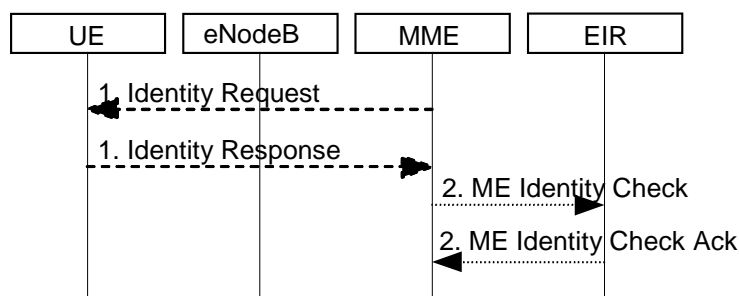 UE
eNodeB
MME
EIR
1. Identity Request
1. Identity Response
2. ME Identity Check
2. ME Identity Check Ack